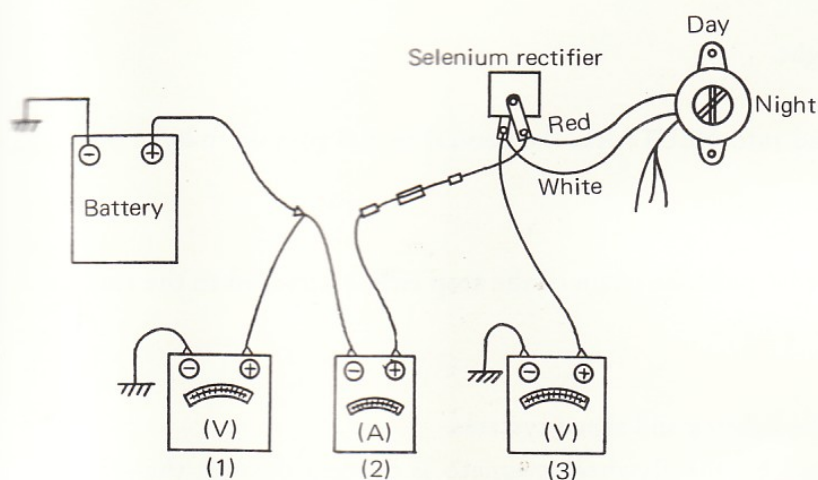 Day
Selenium rectifier
Night
Red
White
Battery
(V)
(A)
(V)
(1)
(2)
(3)